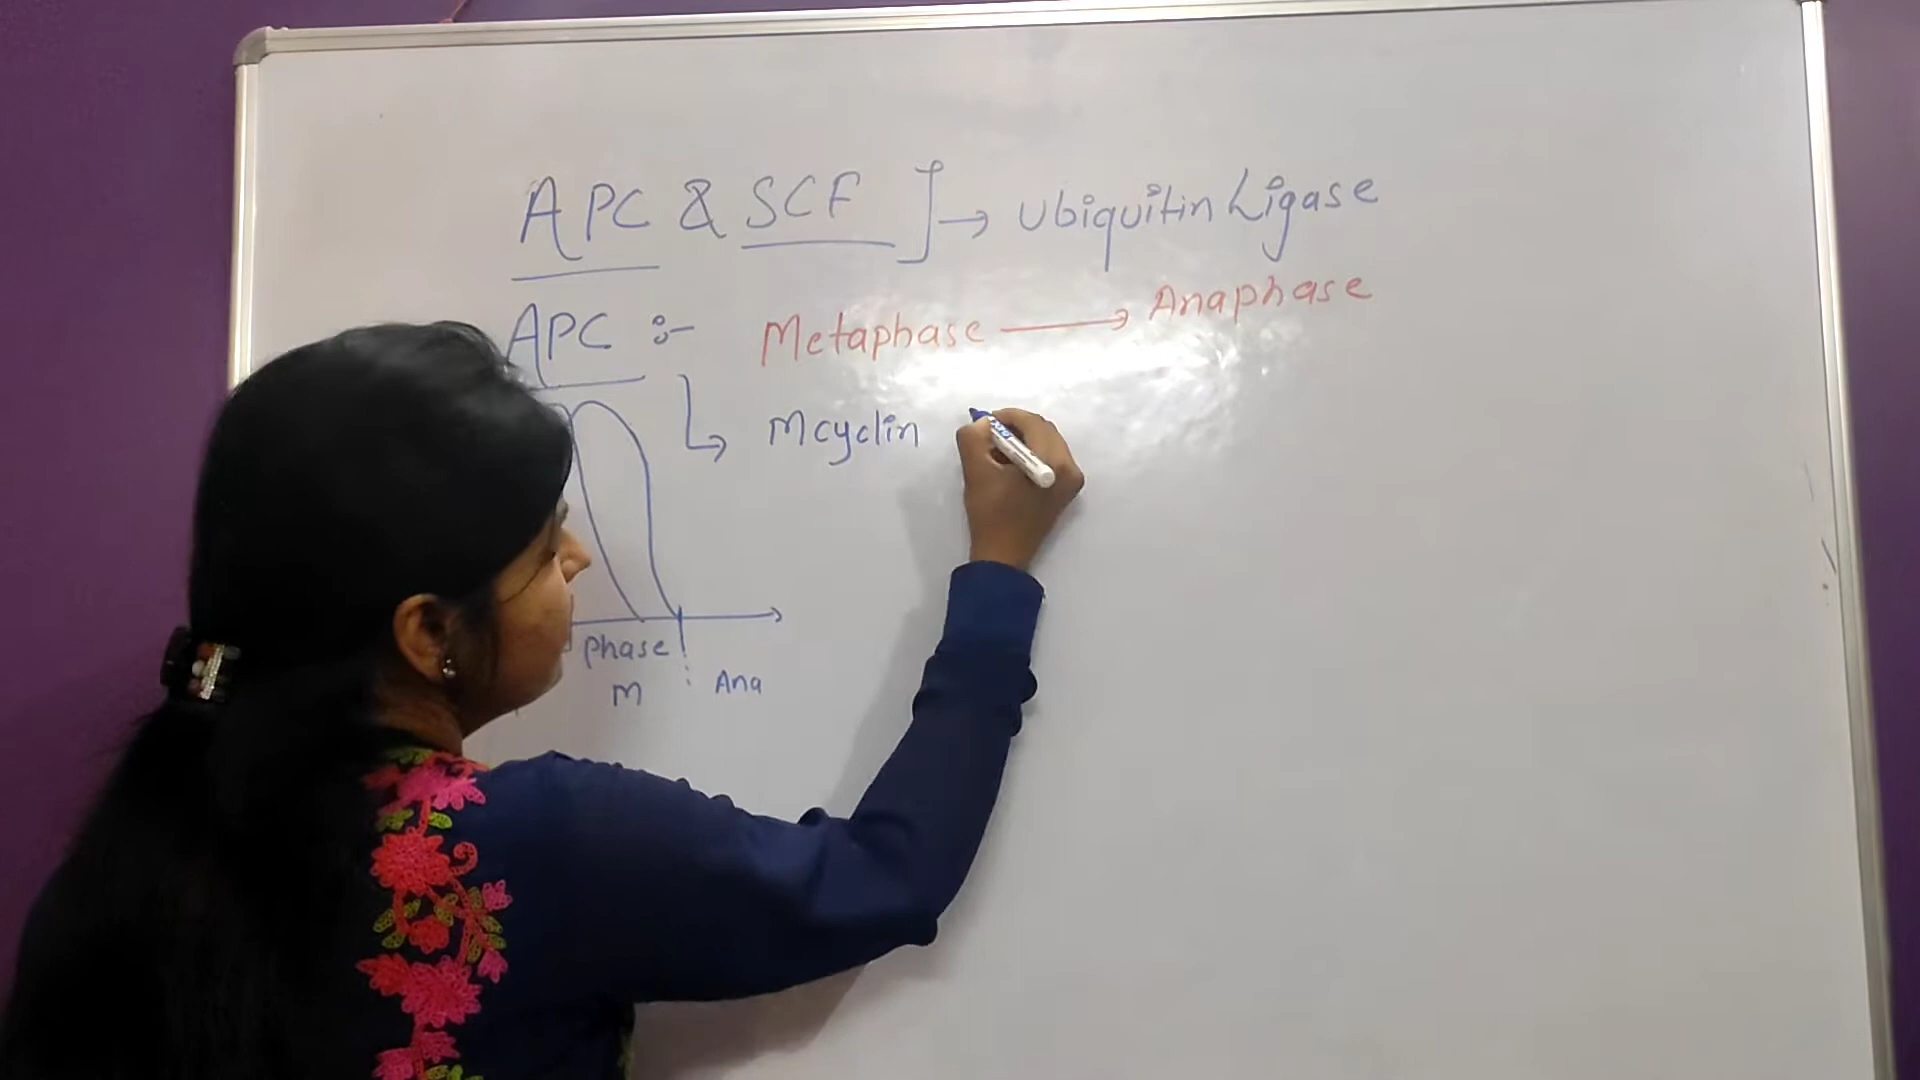 APC & SCF ] → Ubiquitin Ligase
APC :- Metaphase → Anaphase
↳ Mcyclin
phase
M Ana